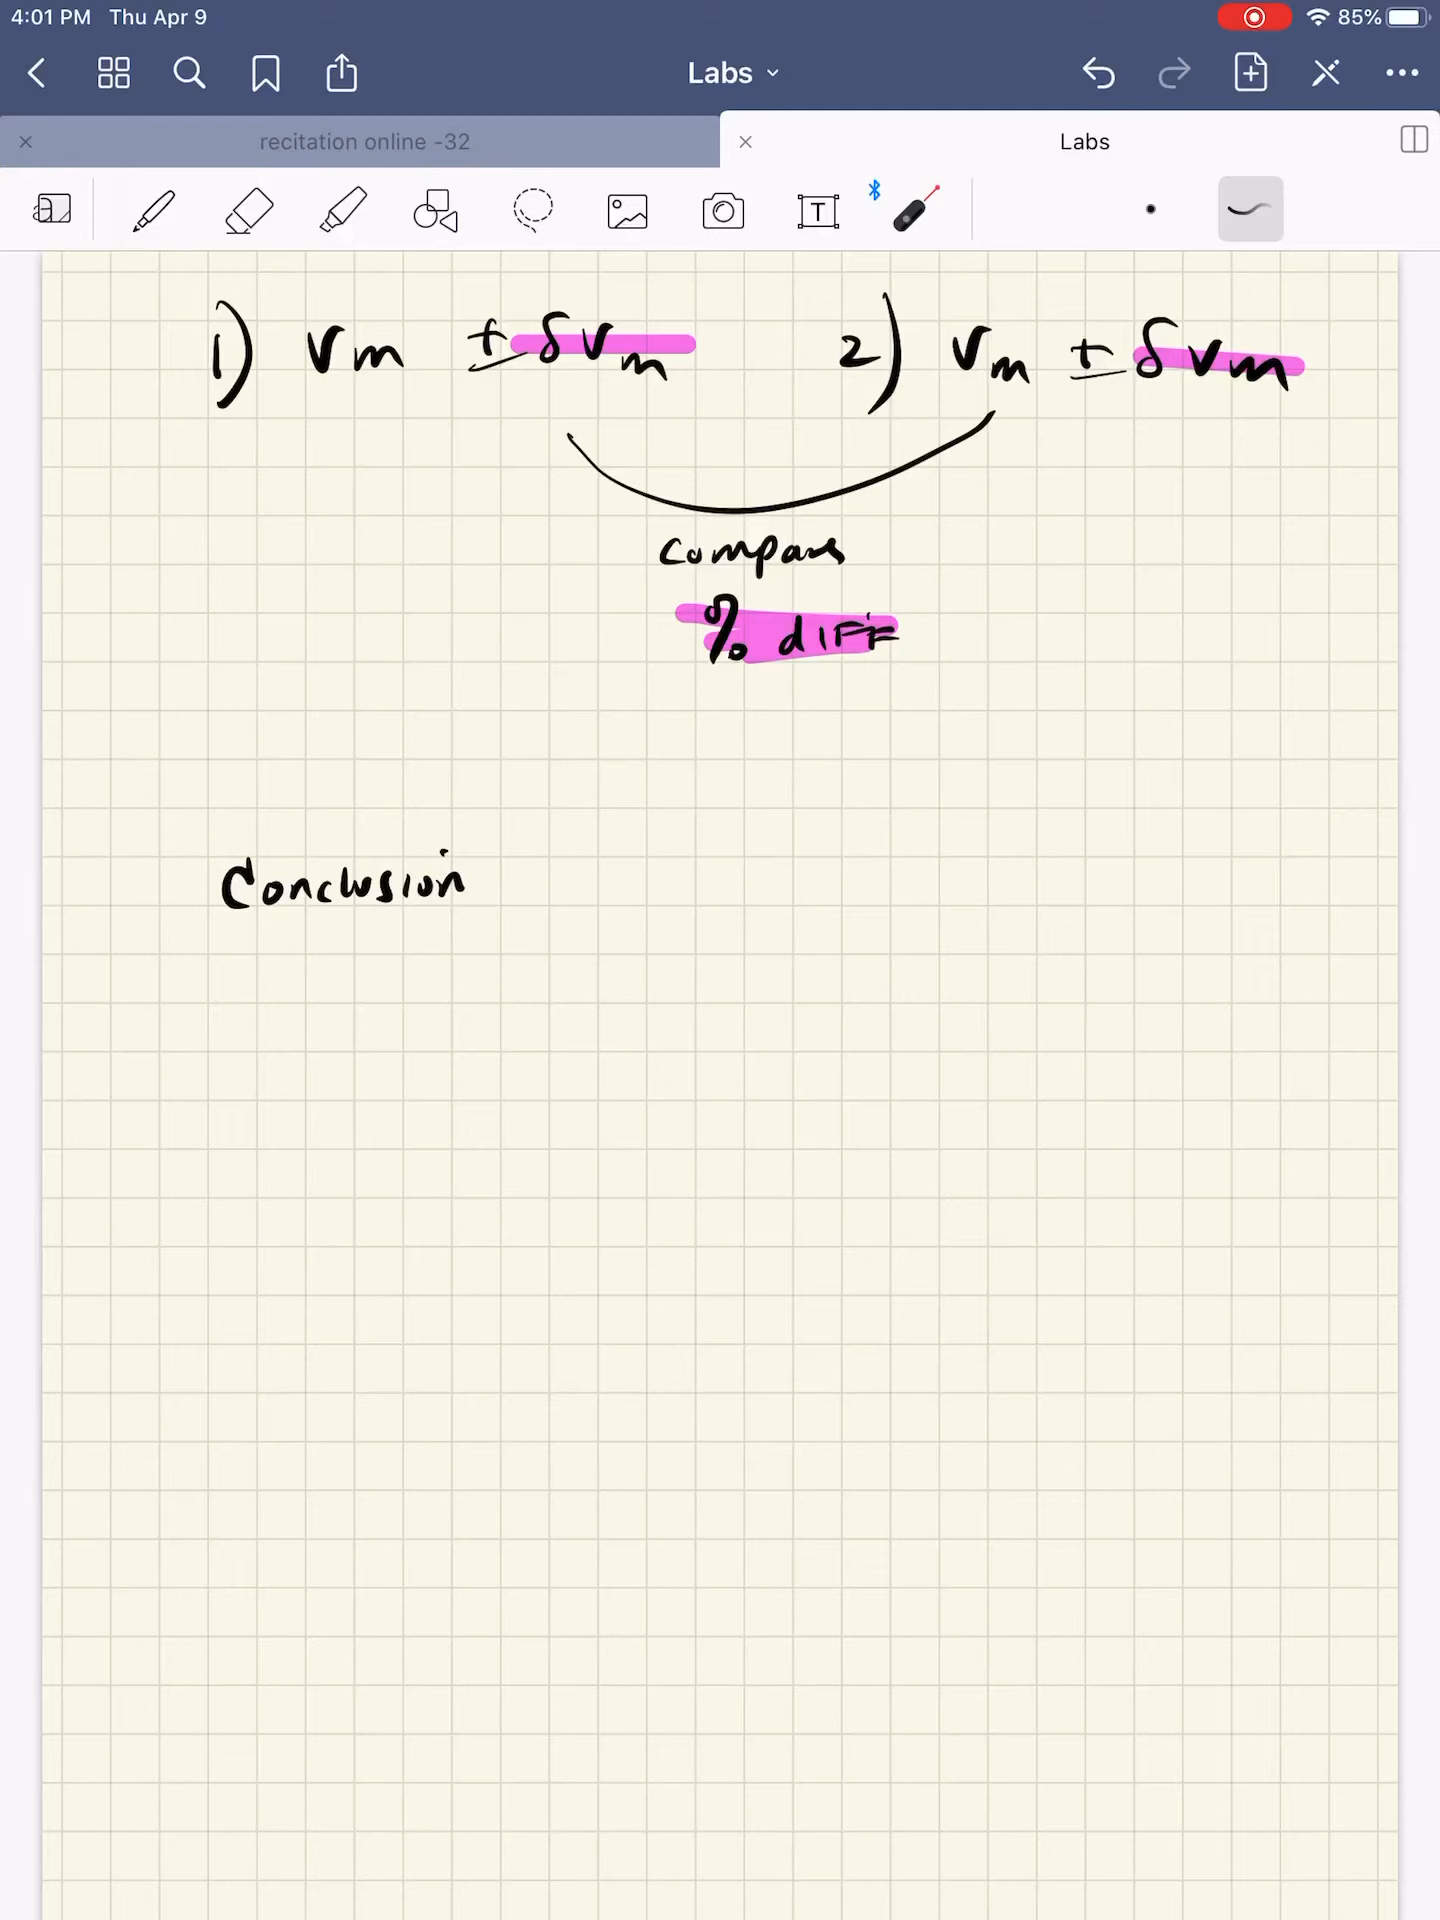 4:01 PM Thu Apr 9 85%
Labs
recitation online -32 Labs
T
1) Vm ± δVm 2) Vm ± δVm
compare
% diff
Conclusion